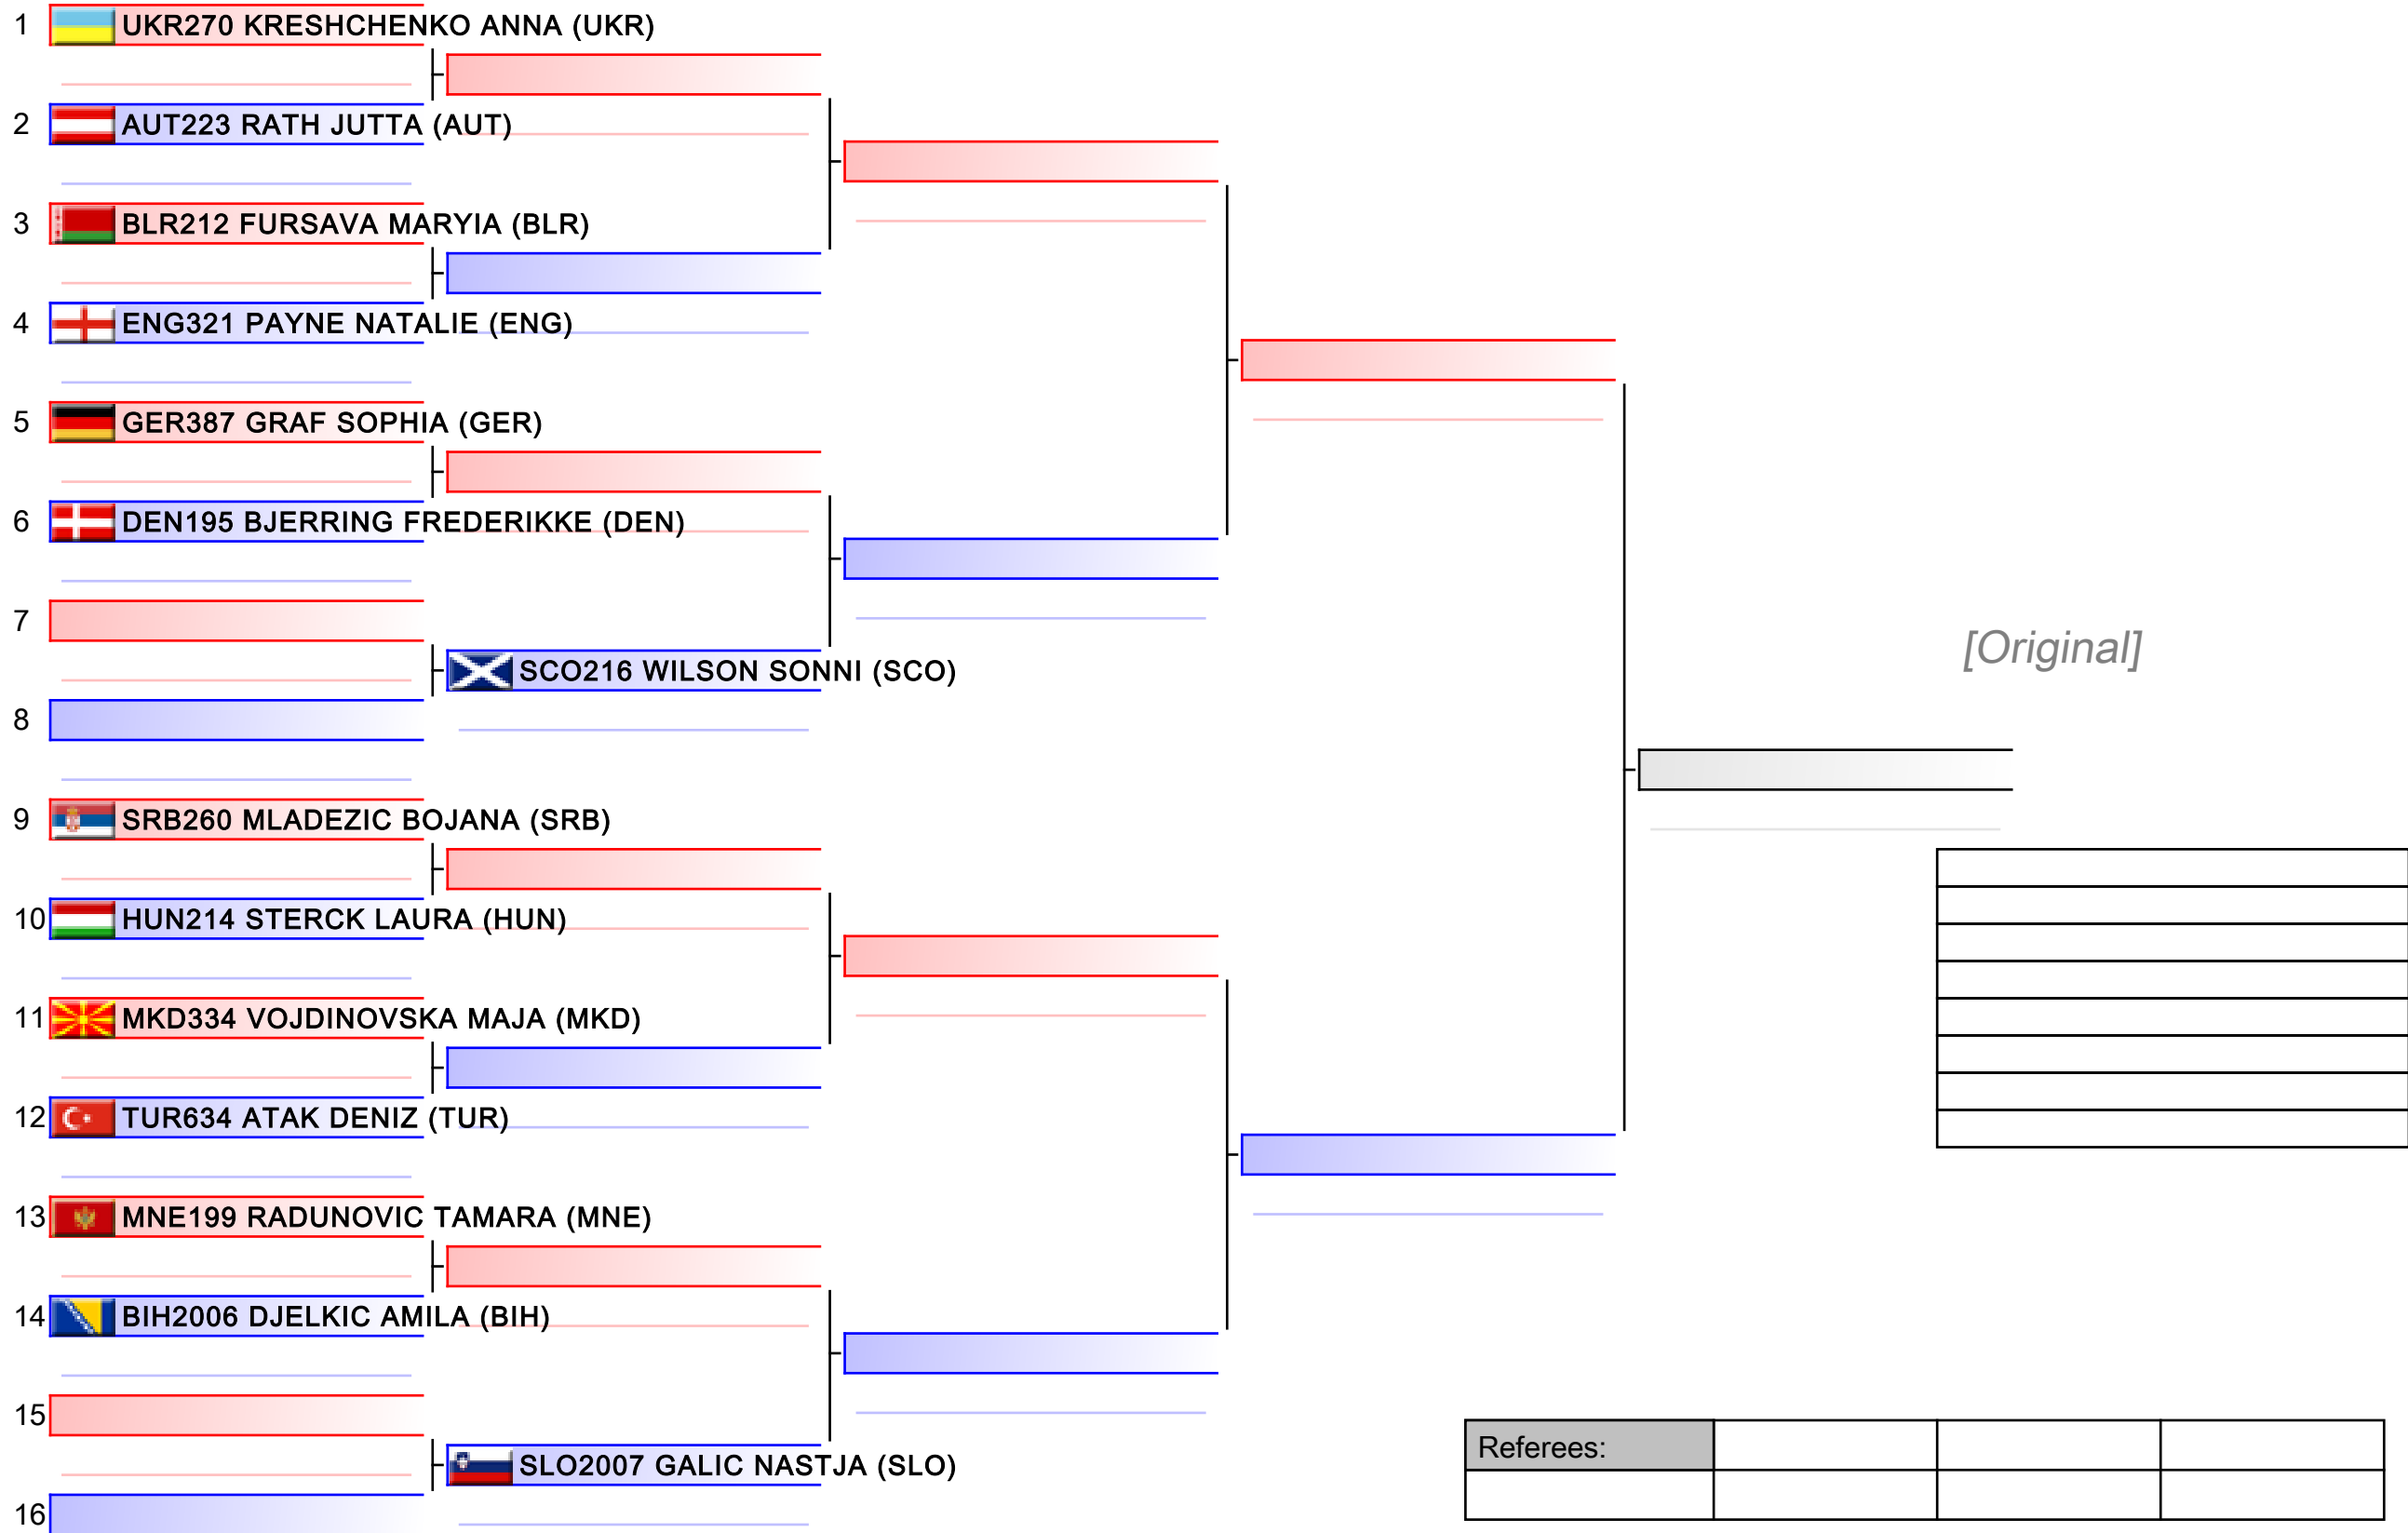 1 UKR270 KRESHCHENKO ANNA (UKR)
2 AUT223 RATH JUTTA (AUT)
3 BLR212 FURSAVA MARYIA (BLR)
4 ENG321 PAYNE NATALIE (ENG)
5 GER387 GRAF SOPHIA (GER)
6 DEN195 BJERRING FREDERIKKE (DEN)
7
[Original]
SCO216 WILSON SONNI (SCO)
8
9 SRB260 MLADEZIC BOJANA (SRB)
10 HUN214 STERCK LAURA (HUN)
11 MKD334 VOJDINOVSKA MAJA (MKD)
12 TUR634 ATAK DENIZ (TUR)
13 MNE199 RADUNOVIC TAMARA (MNE)
14 BIH2006 DJELKIC AMILA (BIH)
15
Referees:
SLO2007 GALIC NASTJA (SLO)
16